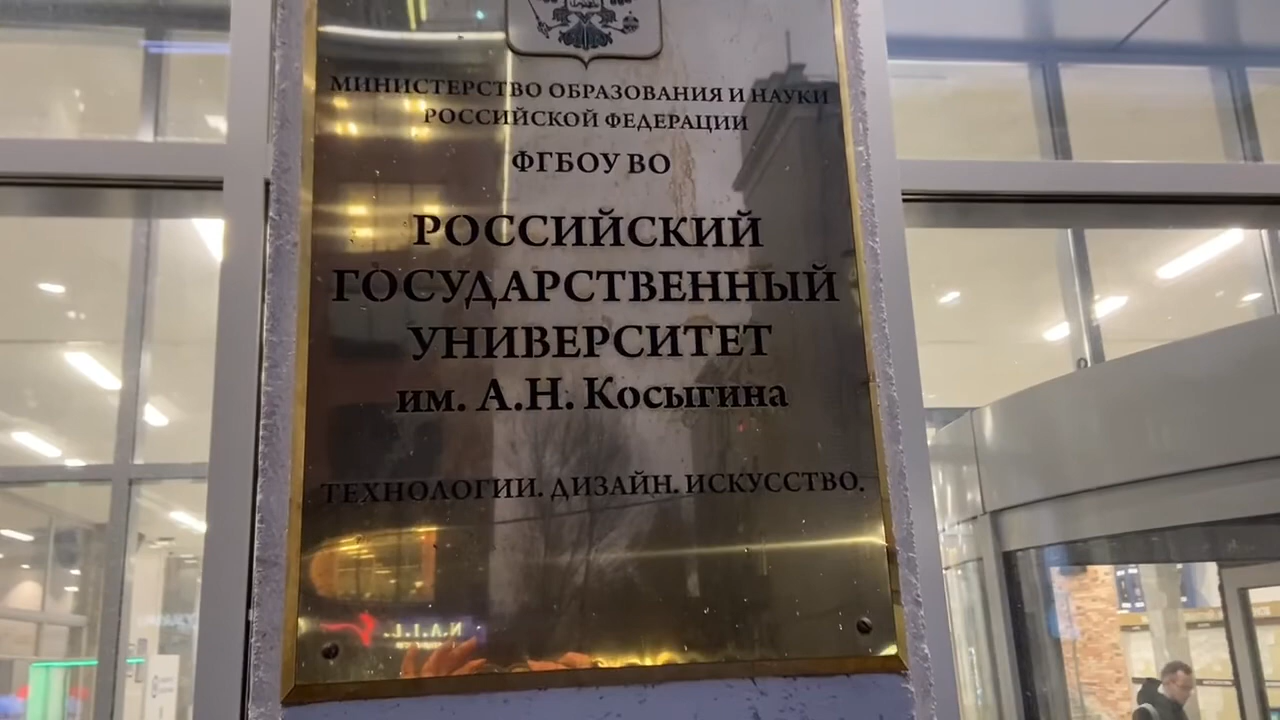 МИНИСТЕРСТВО ОБРАЗОВАНИЯ И НАУКИ
РОССИЙСКОЙ ФЕДЕРАЦИИ
ФГБОУ ВО
РОССИЙСКИЙ
ГОСУДАРСТВЕННЫЙ
УНИВЕРСИТЕТ
им. А.Н. Косыгина
ТЕХНОЛОГИИ. ДИЗАЙН. ИСКУССТВО.
N.A.I.L.